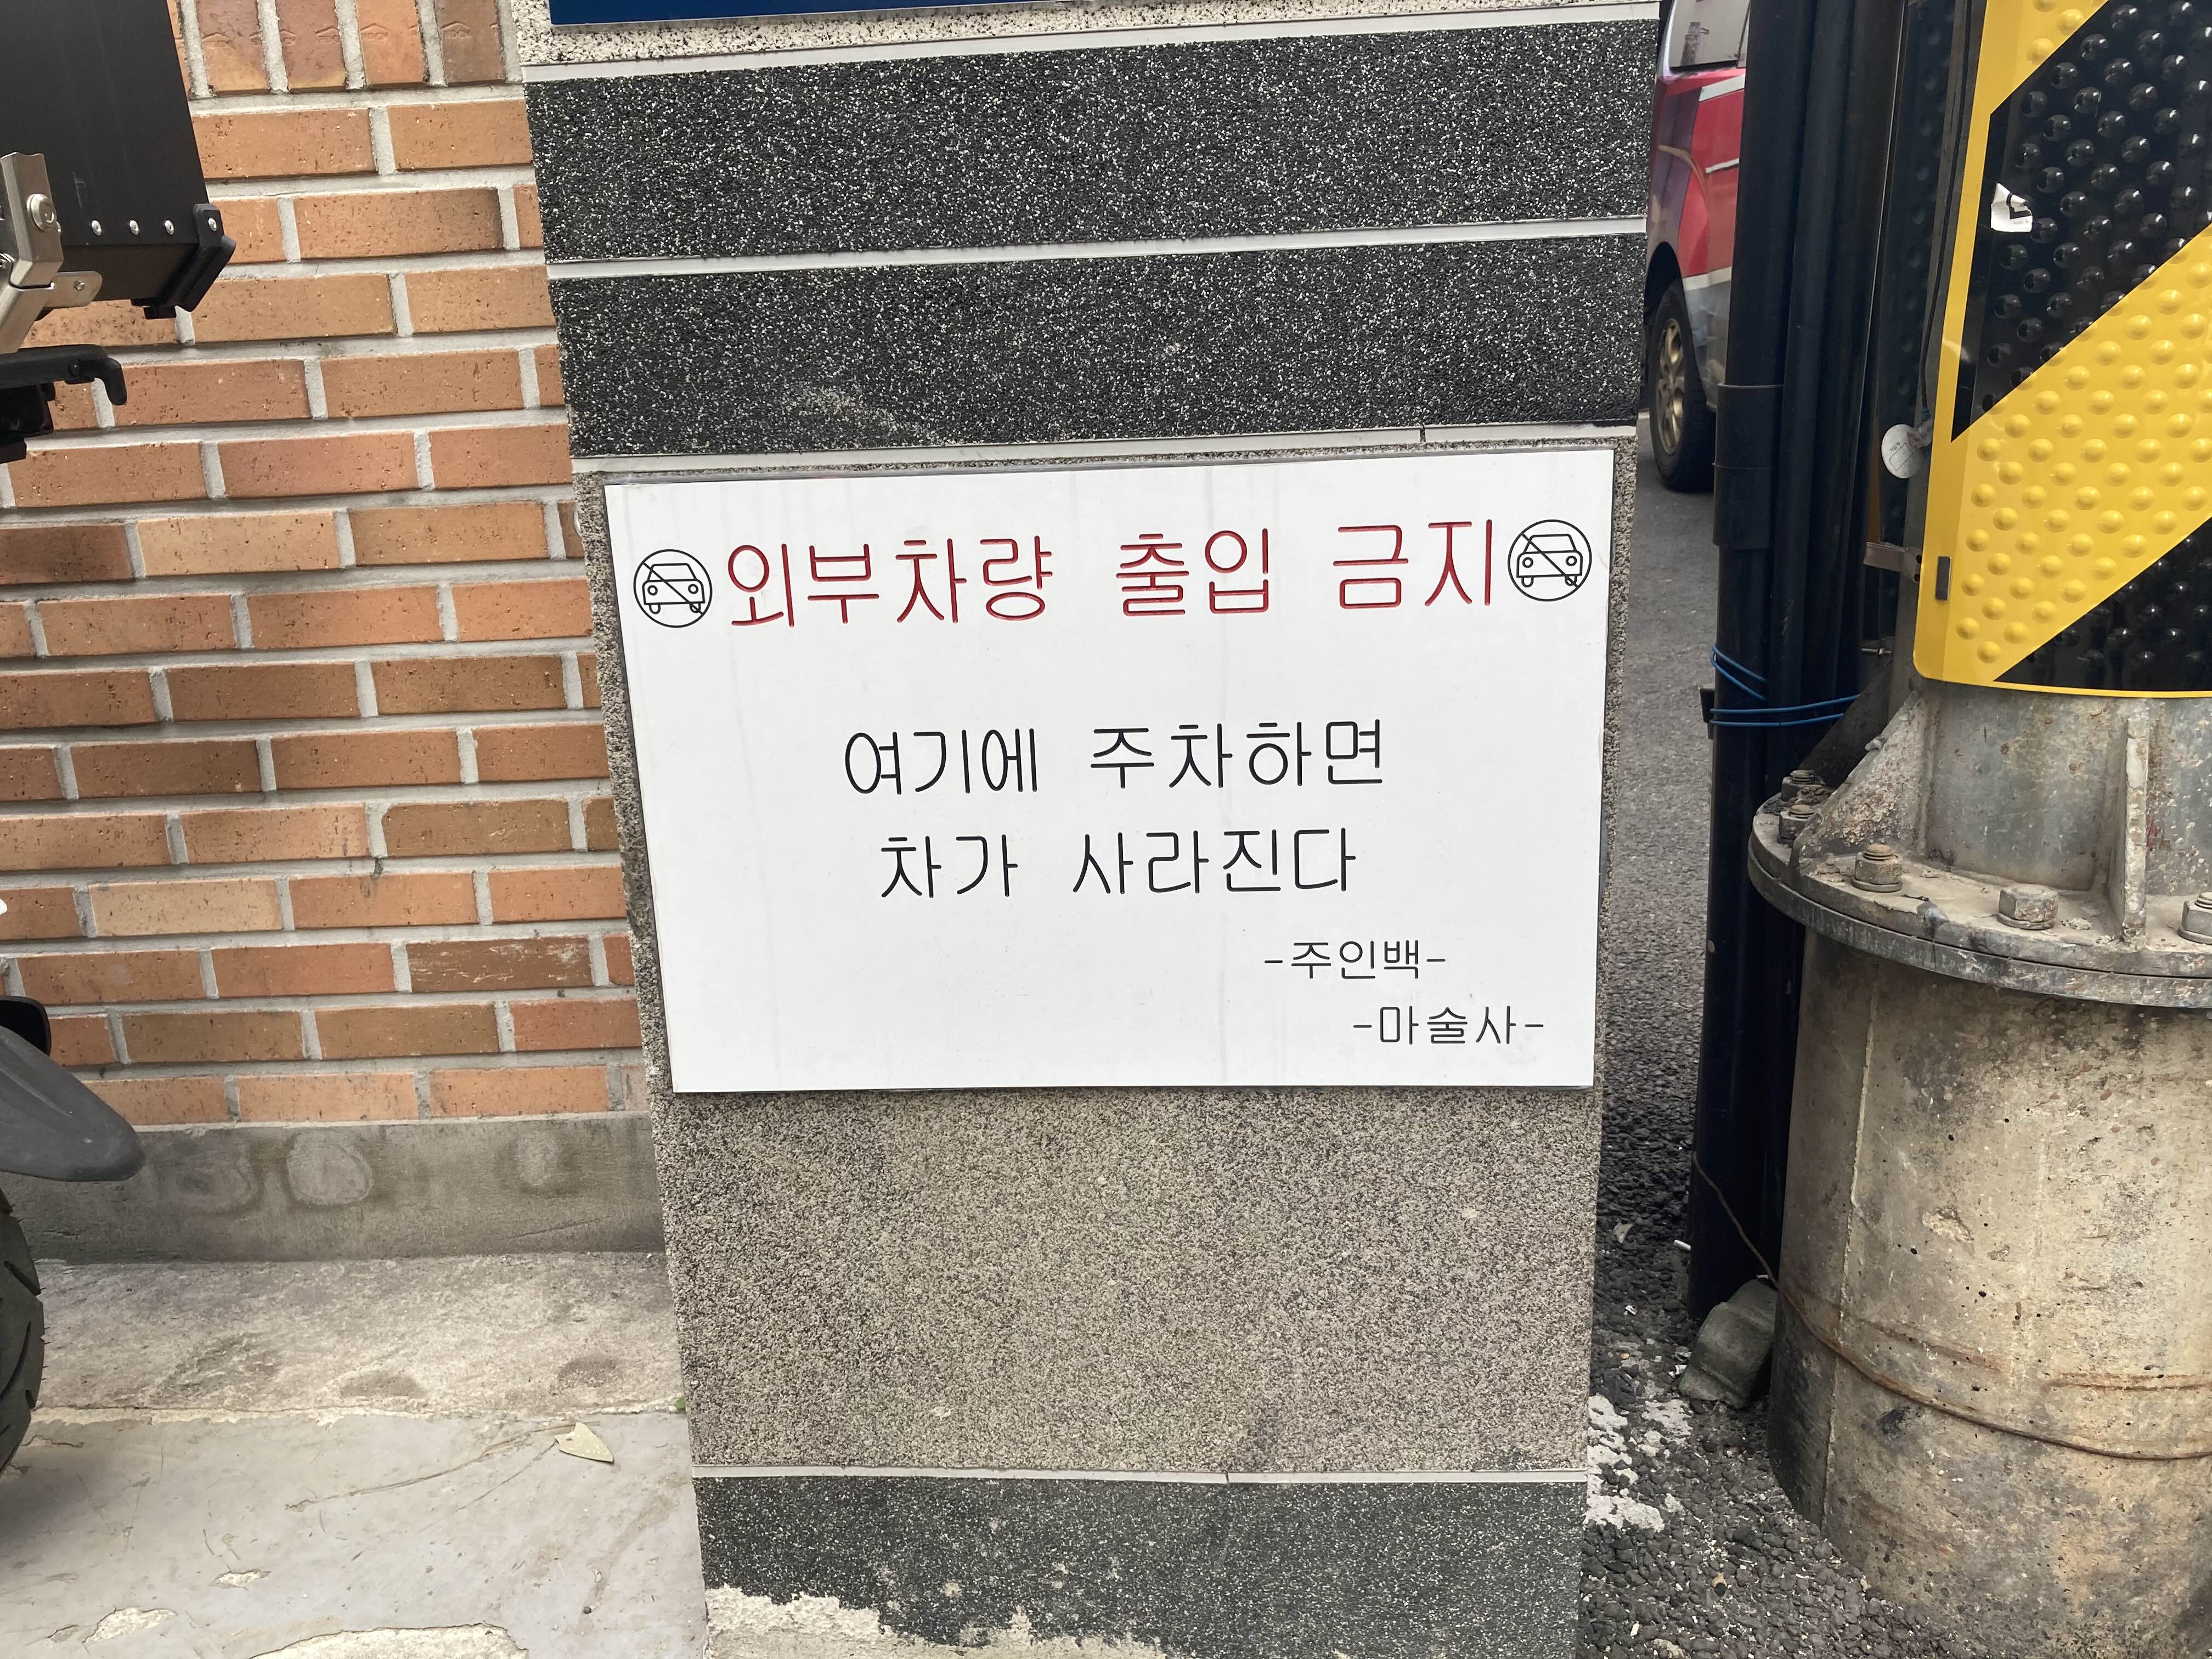 외부차량 출입 금지
여기에 주차하면
차가 사라진다
-주인백-
-마술사-